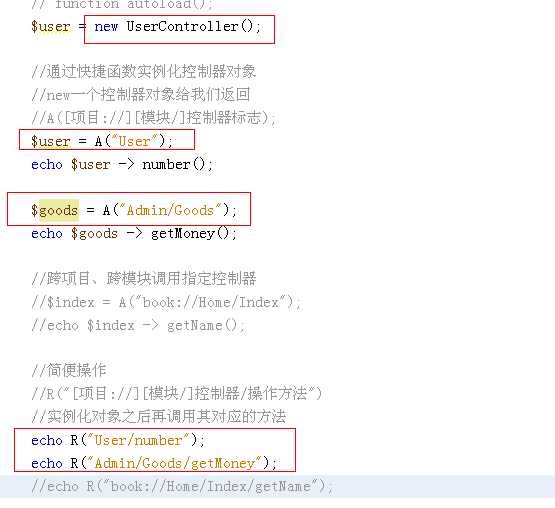 // function autoload();
$user = new UserController();
//通过快捷函数实例化控制器对象
//new一个控制器对象给我们返回
//A([项目://][模块/]控制器标志);
$user = A("User");
echo $user -> number();
$goods = A("Admin/Goods");
echo $goods -> getMoney();
//跨项目、跨模块调用指定控制器
//$index = A("book://Home/Index");
//echo $index -> getName();
//简便操作
//R("[项目://][模块/]控制器/操作方法")
//实例化对象之后再调用其对应的方法
echo R("User/number");
echo R("Admin/Goods/getMoney");
//echo R("book://Home/Index/getName");